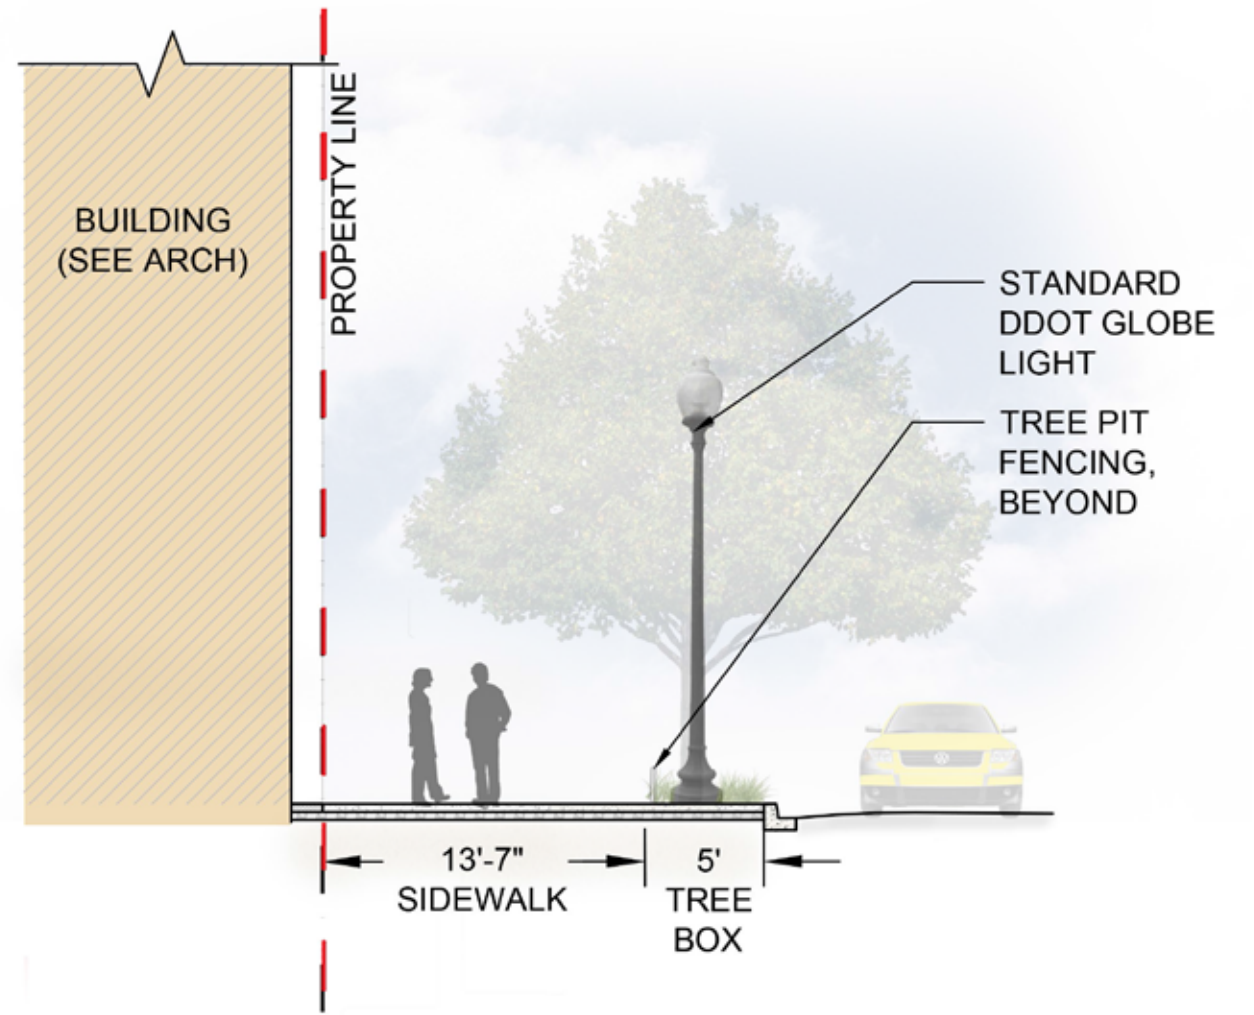 PROPERTY LINE
BUILDING
(SEE ARCH)
STANDARD
DDOT GLOBE
LIGHT
TREE PIT
FENCING,
BEYOND
13'-7"
SIDEWALK
5'
TREE
BOX